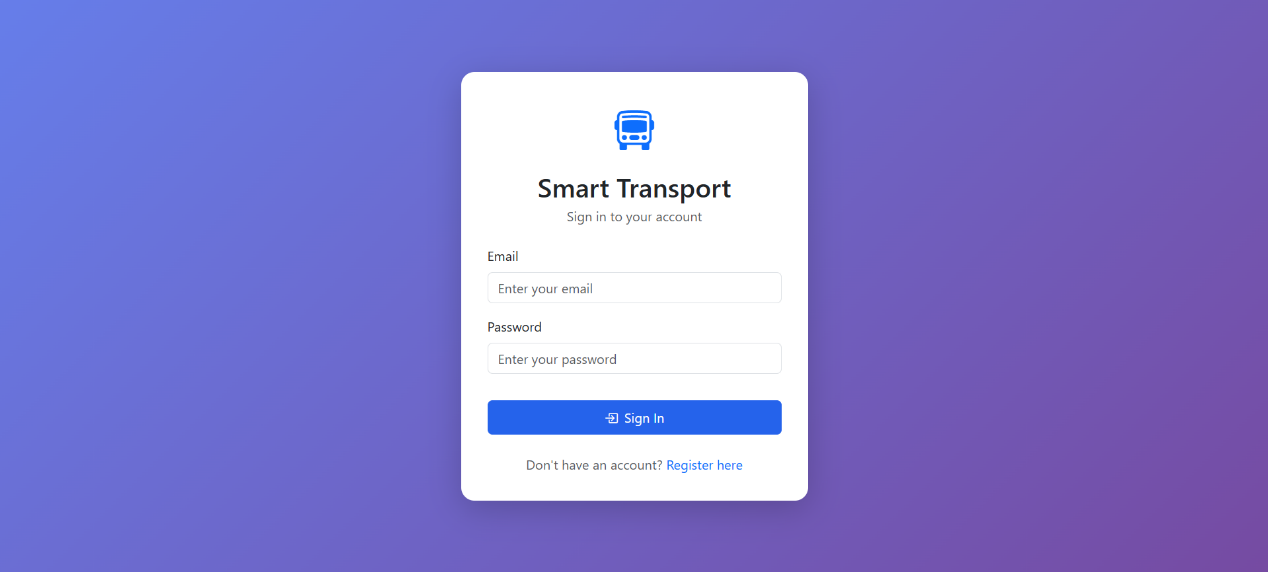 Smart Transport
Sign in to your account
Email
Enter your email
Password
Enter your password
Sign In
Don't have an account? Register here